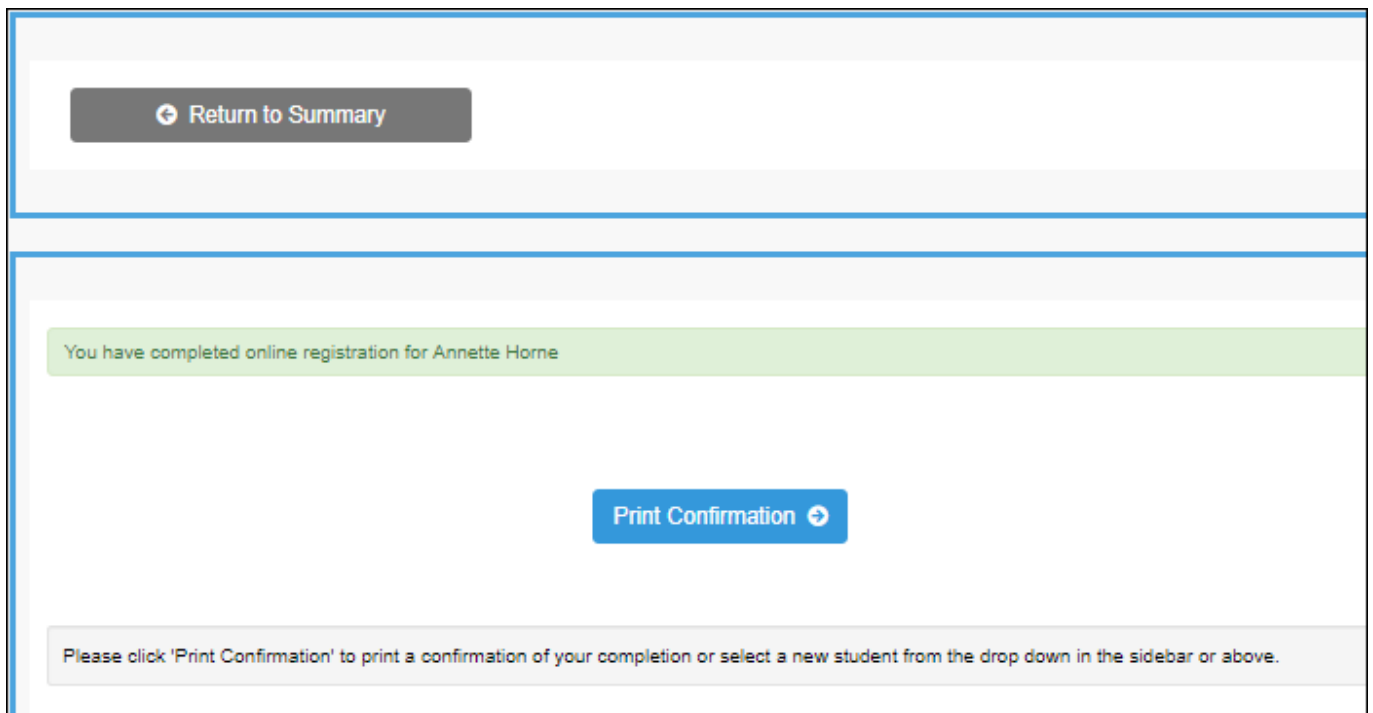 Return to Summary
You have completed online registration for Annette Horne
Print Confirmation
Please click 'Print Confirmation' to print a confirmation of your completion or select a new student from the drop down in the sidebar or above.